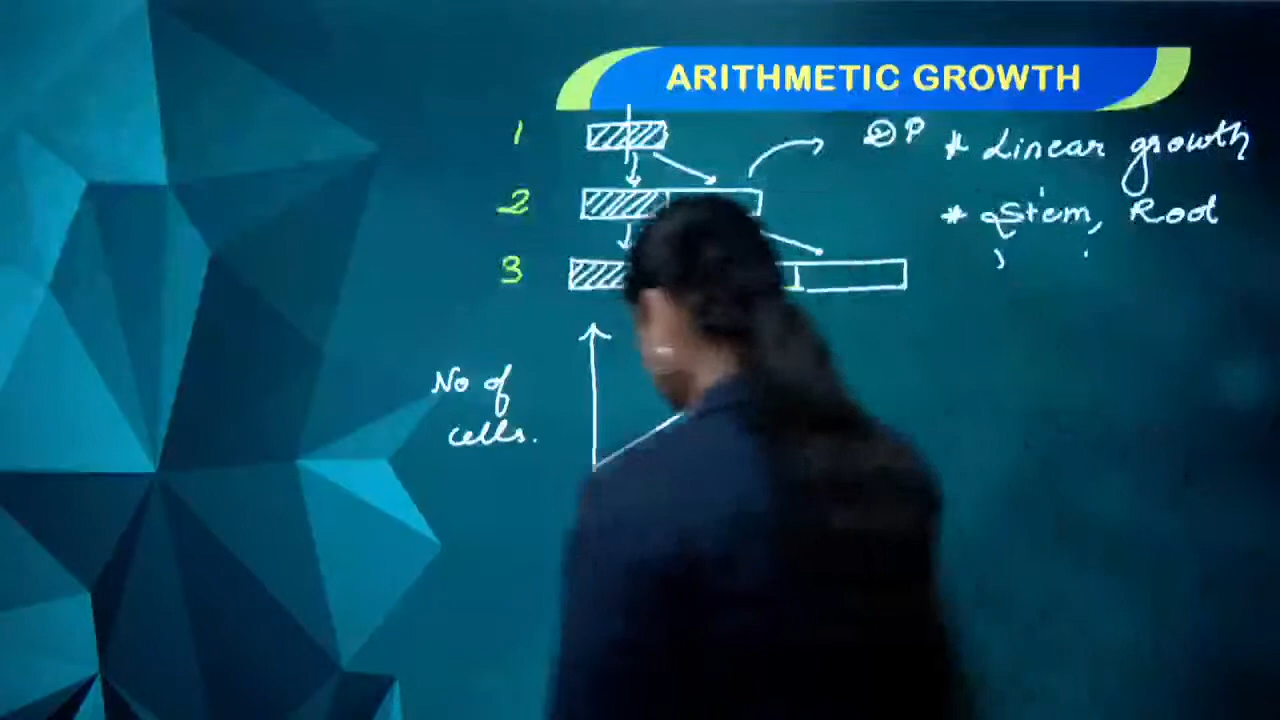 ARITHMETIC GROWTH
1
2
3
* Linear growth
* Stem, Root
No of
cells.